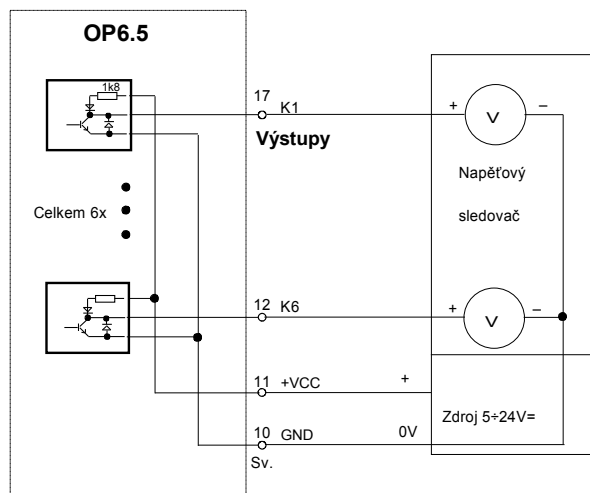 OP6.5
1k8
17
K1
+
V
–
Výstupy
Napěťový
sledovač
Celkem 6x
12
K6
+
V
–
11
+VCC
+
Zdroj 5÷24V=
10
GND
0V
Sv.